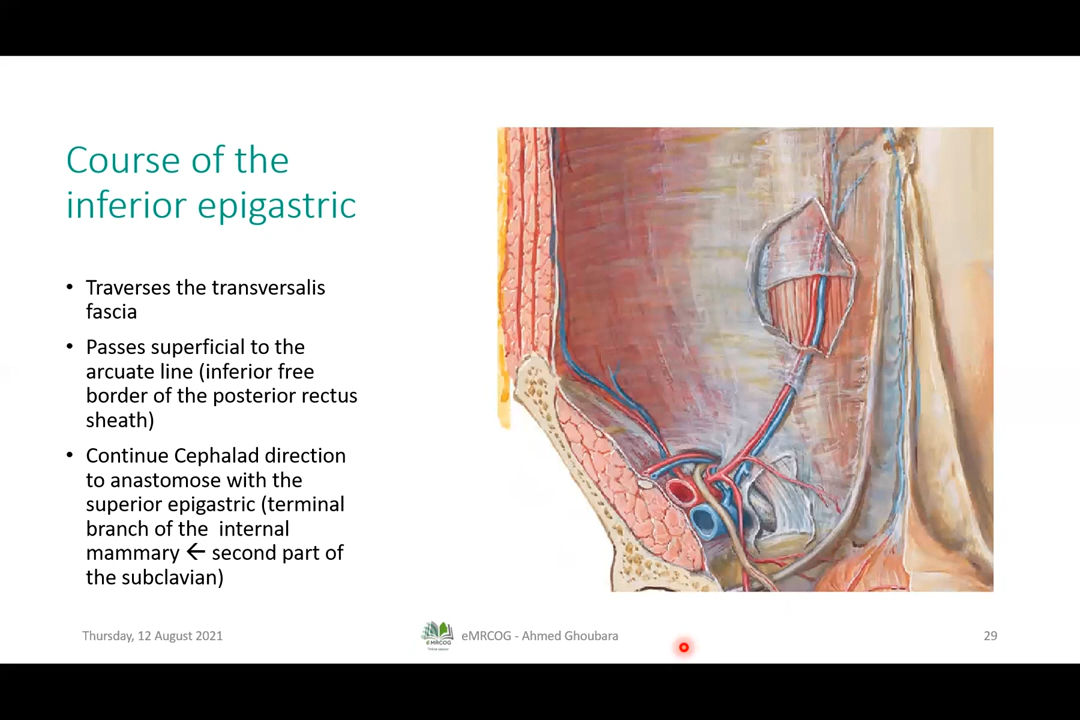 Course of the
inferior epigastric
• Traverses the transversalis
fascia
• Passes superficial to the
arcuate line (inferior free
border of the posterior rectus
sheath)
• Continue Cephalad direction
to anastomose with the
superior epigastric (terminal
branch of the internal
mammary ← second part of
the subclavian)
Thursday, 12 August 2021
eMRCOG
eMRCOG - Ahmed Ghoubara
29